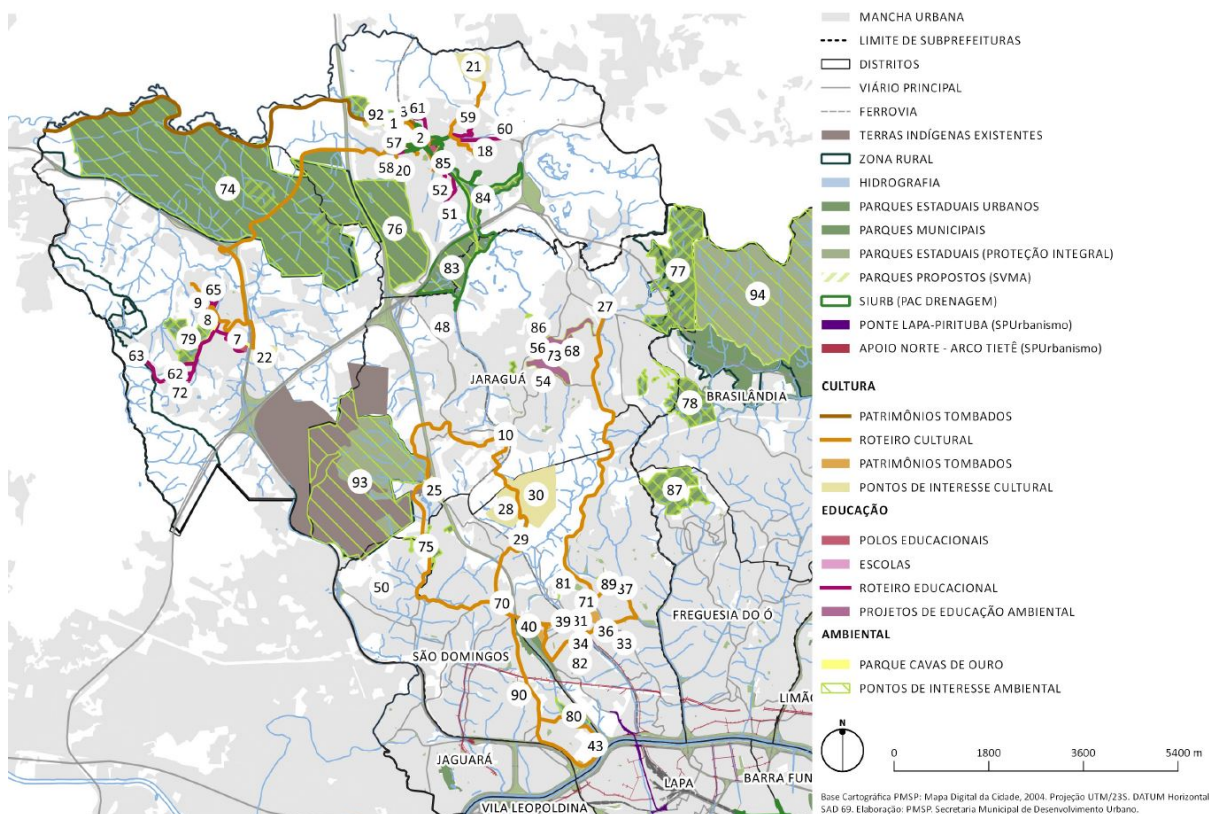 MANCHA URBANA
LIMITE DE SUBPREFEITURAS
DISTRITOS
VIÁRIO PRINCIPAL
FERROVIA
TERRAS INDÍGENAS EXISTENTES
ZONA RURAL
HIDROGRAFIA
PARQUES ESTADUAIS URBANOS
PARQUES MUNICIPAIS
PARQUES ESTADUAIS (PROTEÇÃO INTEGRAL)
PARQUES PROPOSTOS (SVMA)
SIURB (PAC DRENAGEM)
PONTE LAPA-PIRITUBA (SPUrbanismo)
APOIO NORTE - ARCO TIETÊ (SPUrbanismo)
CULTURA
PATRIMÔNIOS TOMBADOS
ROTEIRO CULTURAL
PATRIMÔNIOS TOMBADOS
PONTOS DE INTERESSE CULTURAL
EDUCAÇÃO
POLOS EDUCACIONAIS
ESCOLAS
ROTEIRO EDUCACIONAL
PROJETOS DE EDUCAÇÃO AMBIENTAL
AMBIENTAL
PARQUE CAVAS DE OURO
PONTOS DE INTERESSE AMBIENTAL
N
0 1800 3600 5400 m
Base Cartográfica PMSP: Mapa Digital da Cidade, 2004. Projeção UTM/23S. DATUM Horizontal
SAD 69. Elaboração: PMSP. Secretaria Municipal de Desenvolvimento Urbano.
21
92
3
61
1
2
59
60
57
18
58
20
85
52
84
51
74
76
83
77
94
65
9
8
79
7
63
62
22
72
48
27
86
56
73
68
54
JARAGUÁ
78
BRASILÂNDIA
10
93
25
30
28
87
29
75
50
81
89
37
70
71
39
31
40
36
34
33
82
FREGUESIA DO Ó
SÃO DOMINGOS
90
LIMÃO
80
43
JAGUARÁ
LAPA
BARRA FUN
VILA LEOPOLDINA